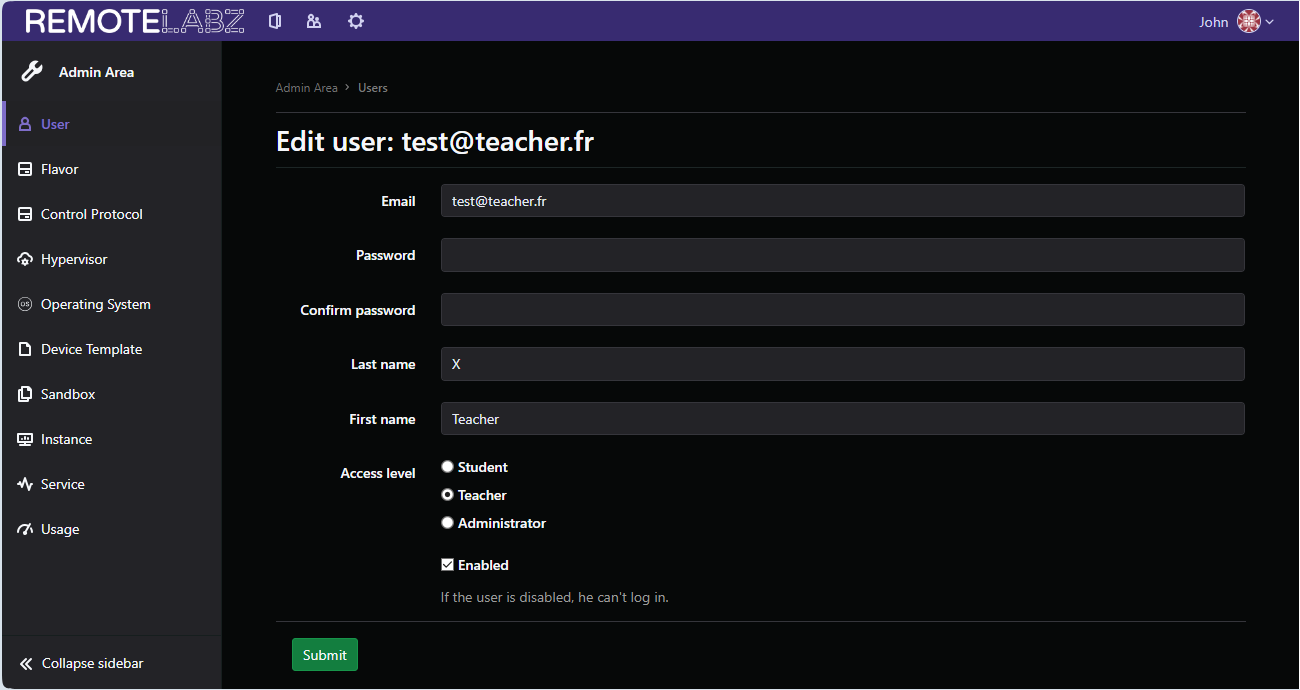 REMOTELABZ
John
Admin Area
User
Flavor
Control Protocol
Hypervisor
OS Operating System
Device Template
Sandbox
Instance
Service
Usage
Collapse sidebar
Admin Area > Users
Edit user: test@teacher.fr
Email test@teacher.fr
Password
Confirm password
Last name X
First name Teacher
Access level
Student
Teacher
Administrator
Enabled
If the user is disabled, he can't log in.
Submit